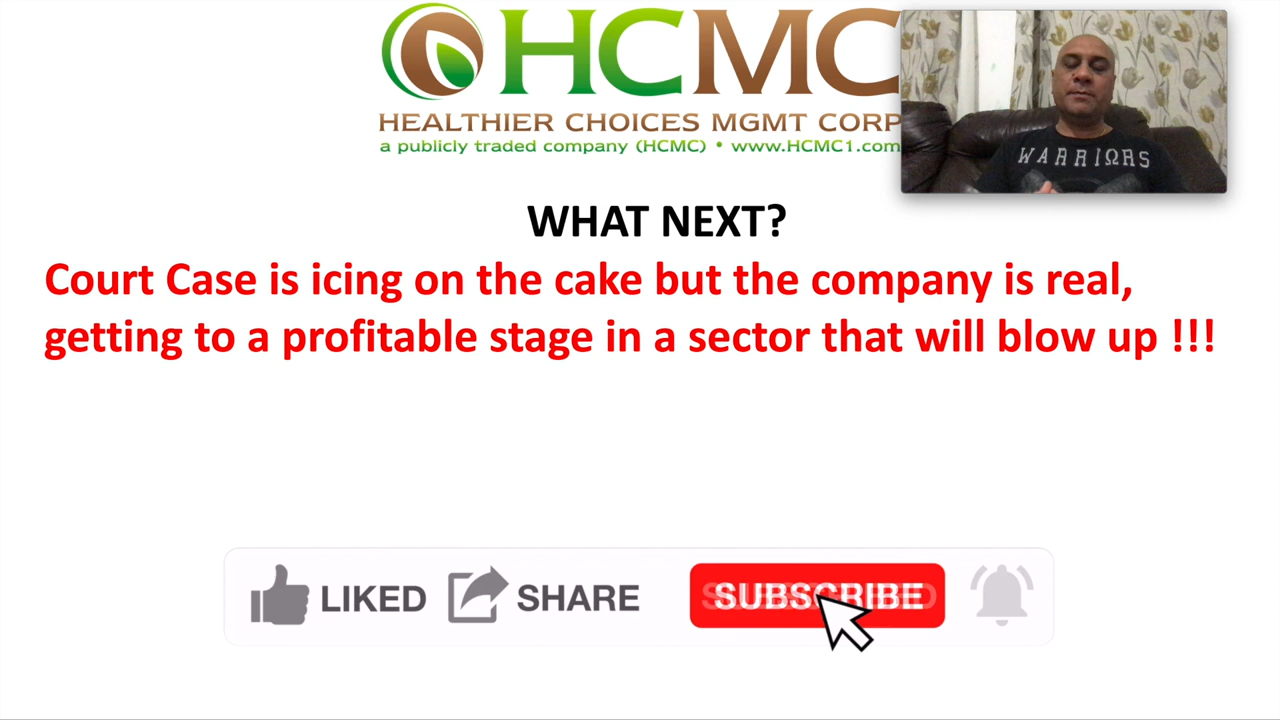 HCMC
HEALTHIER CHOICES MGMT CORP
a publicly traded company (HCMC) • www.HCMC1.com
WARRIORS
WHAT NEXT?
Court Case is icing on the cake but the company is real,
getting to a profitable stage in a sector that will blow up !!!
LIKED SHARE SUBSCRIBE